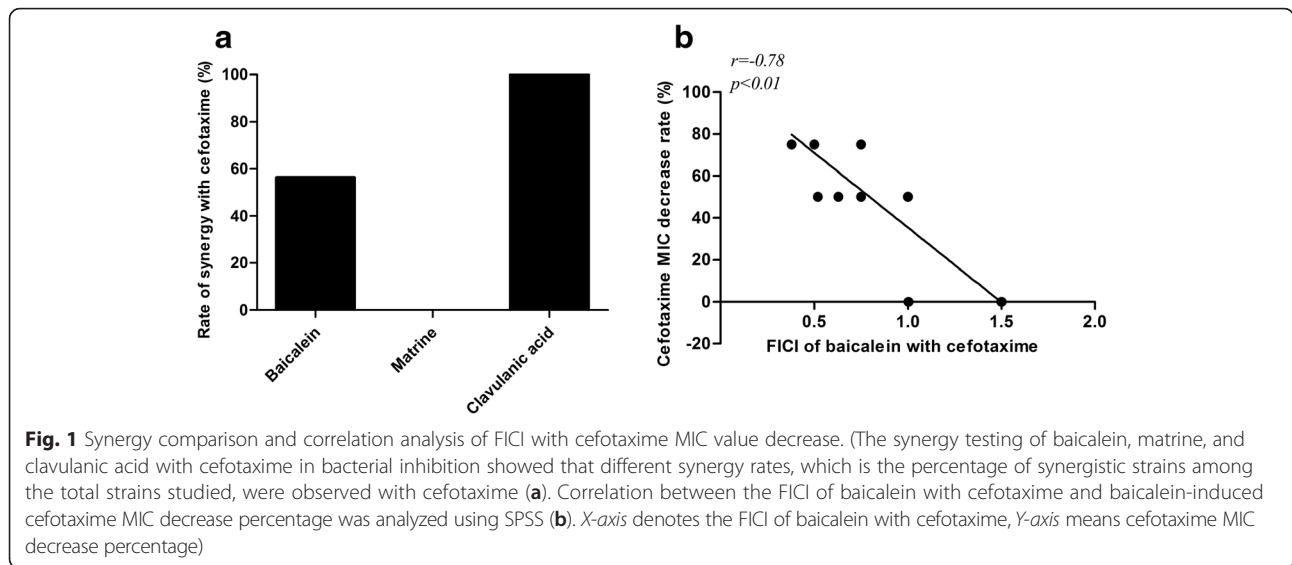 a
Rate of synergy with cefotaxime (%)
100
80
60
40
20
0
Baicalein
Matrine
Clavulanic acid
b
r=-0.78
p<0.01
Cefotaxime MIC decrease rate (%)
100
80
60
40
20
0
-20
0.5
1.0
1.5
2.0
FICI of baicalein with cefotaxime
Fig. 1 Synergy comparison and correlation analysis of FICI with cefotaxime MIC value decrease. (The synergy testing of baicalein, matrine, and
clavulanic acid with cefotaxime in bacterial inhibition showed that different synergy rates, which is the percentage of synergistic strains among
the total strains studied, were observed with cefotaxime (a). Correlation between the FICI of baicalein with cefotaxime and baicalein-induced
cefotaxime MIC decrease percentage was analyzed using SPSS (b). X-axis denotes the FICI of baicalein with cefotaxime, Y-axis means cefotaxime MIC
decrease percentage)